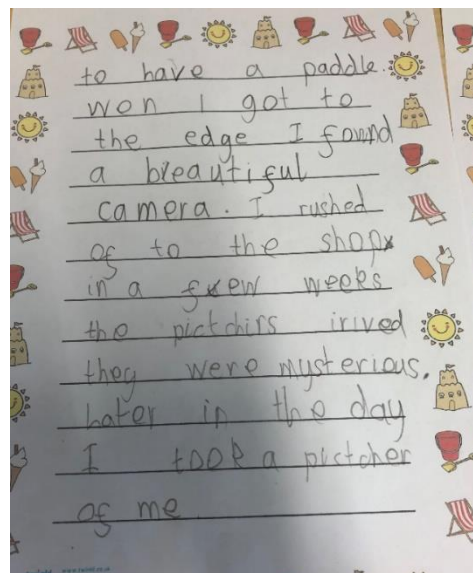 to have a paddle.
won I got to
the edge I found
a breautiful
camera. I rushed
of to the shop
in a few weeks
the pictchirs irived
they were mysterious.
Later in the day
I took a pictcher
of me